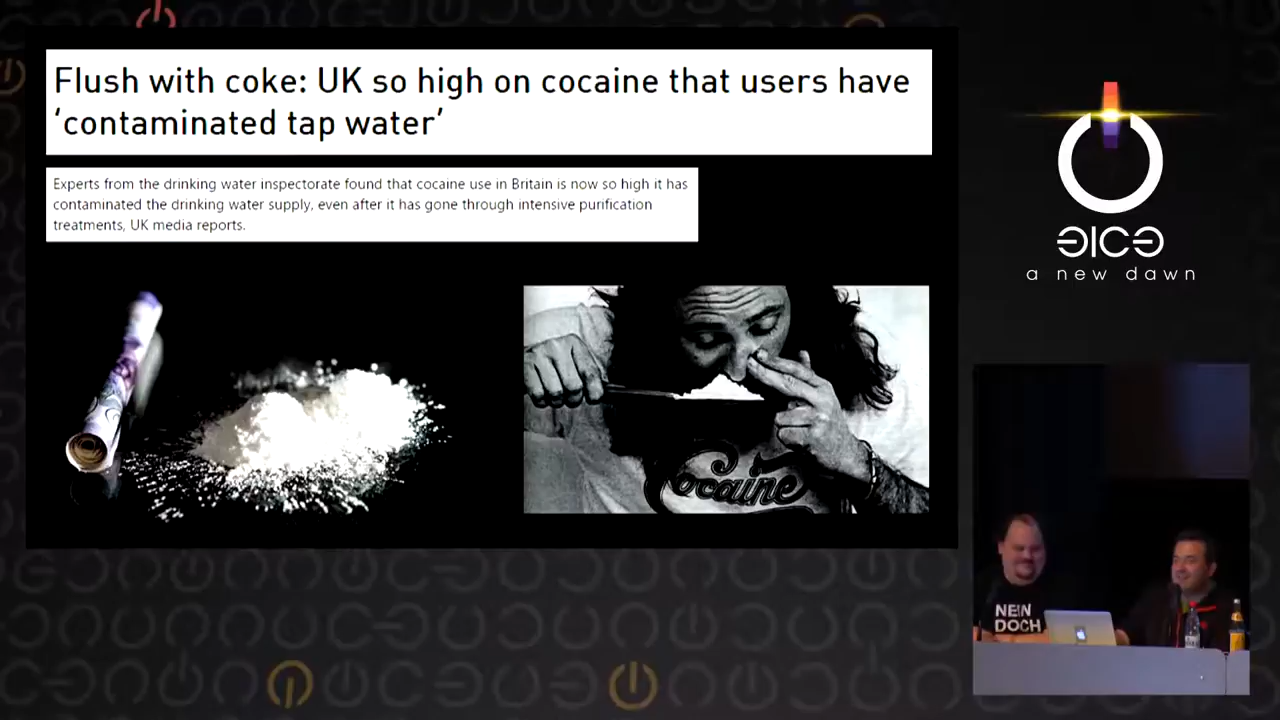 Flush with coke: UK so high on cocaine that users have
‘contaminated tap water’
Experts from the drinking water inspectorate found that cocaine use in Britain is now so high it has
contaminated the drinking water supply, even after it has gone through intensive purification
treatments, UK media reports.
Cocaine
a new dawn
NEIN
DOCH